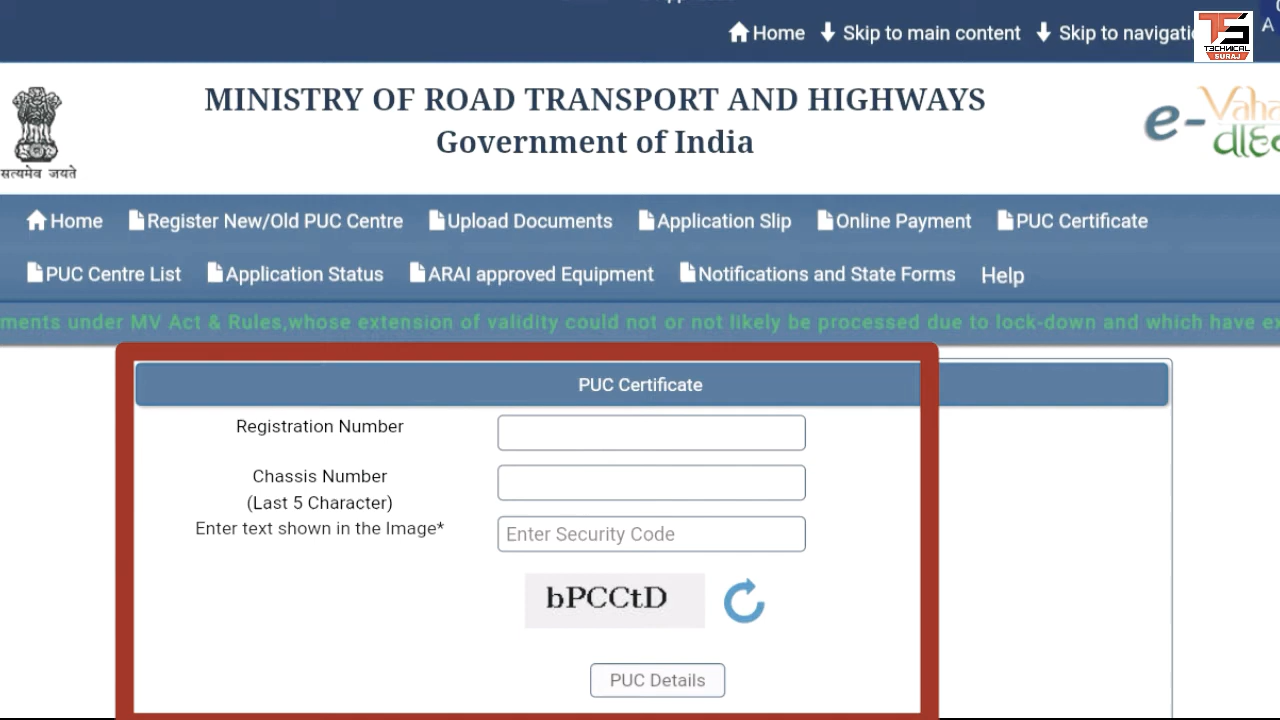 Home Skip to main content Skip to navigati
A
TS
TECHNICAL
SURAJ
MINISTRY OF ROAD TRANSPORT AND HIGHWAYS
Government of India
सत्यमेव जयते
e-Vaha
Home Register New/Old PUC Centre Upload Documents Application Slip Online Payment PUC Certificate
PUC Centre List Application Status ARAI approved Equipment Notifications and State Forms Help
ments under MV Act & Rules,whose extension of validity could not or not likely be processed due to lock-down and which have ex
PUC Certificate
Registration Number
Chassis Number
(Last 5 Character)
Enter text shown in the Image*
Enter Security Code
bPCCtD
PUC Details